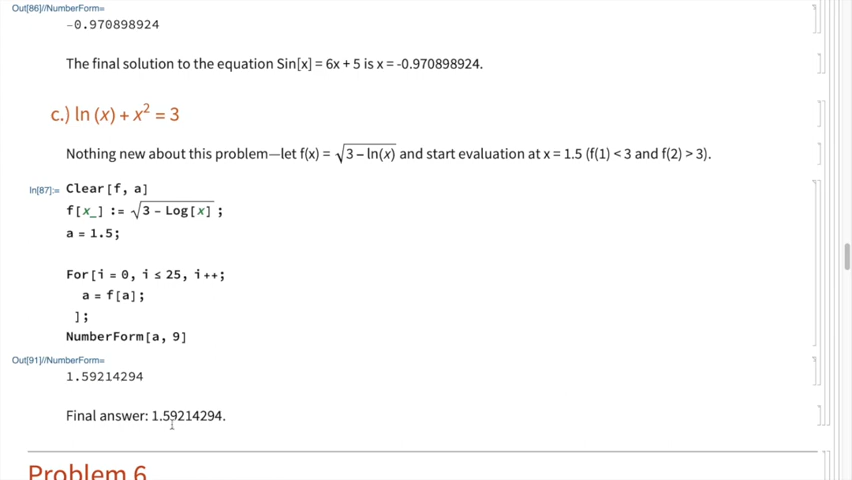 Out[86]//NumberForm=
-0.970898924
The final solution to the equation Sin[x] = 6x + 5 is x = -0.970898924.
c.) ln (x) + x² = 3
Nothing new about this problem—let f(x) = √3 – ln(x) and start evaluation at x = 1.5 (f(1) < 3 and f(2) > 3).
In[87]:= Clear[f, a]
f[x_] := √3 - Log[x] ;
a = 1.5;
For[i = 0, i ≤ 25, i++;
a = f[a];
];
NumberForm[a, 9]
Out[91]//NumberForm=
1.59214294
Final answer: 1.59214294.
Problem 6